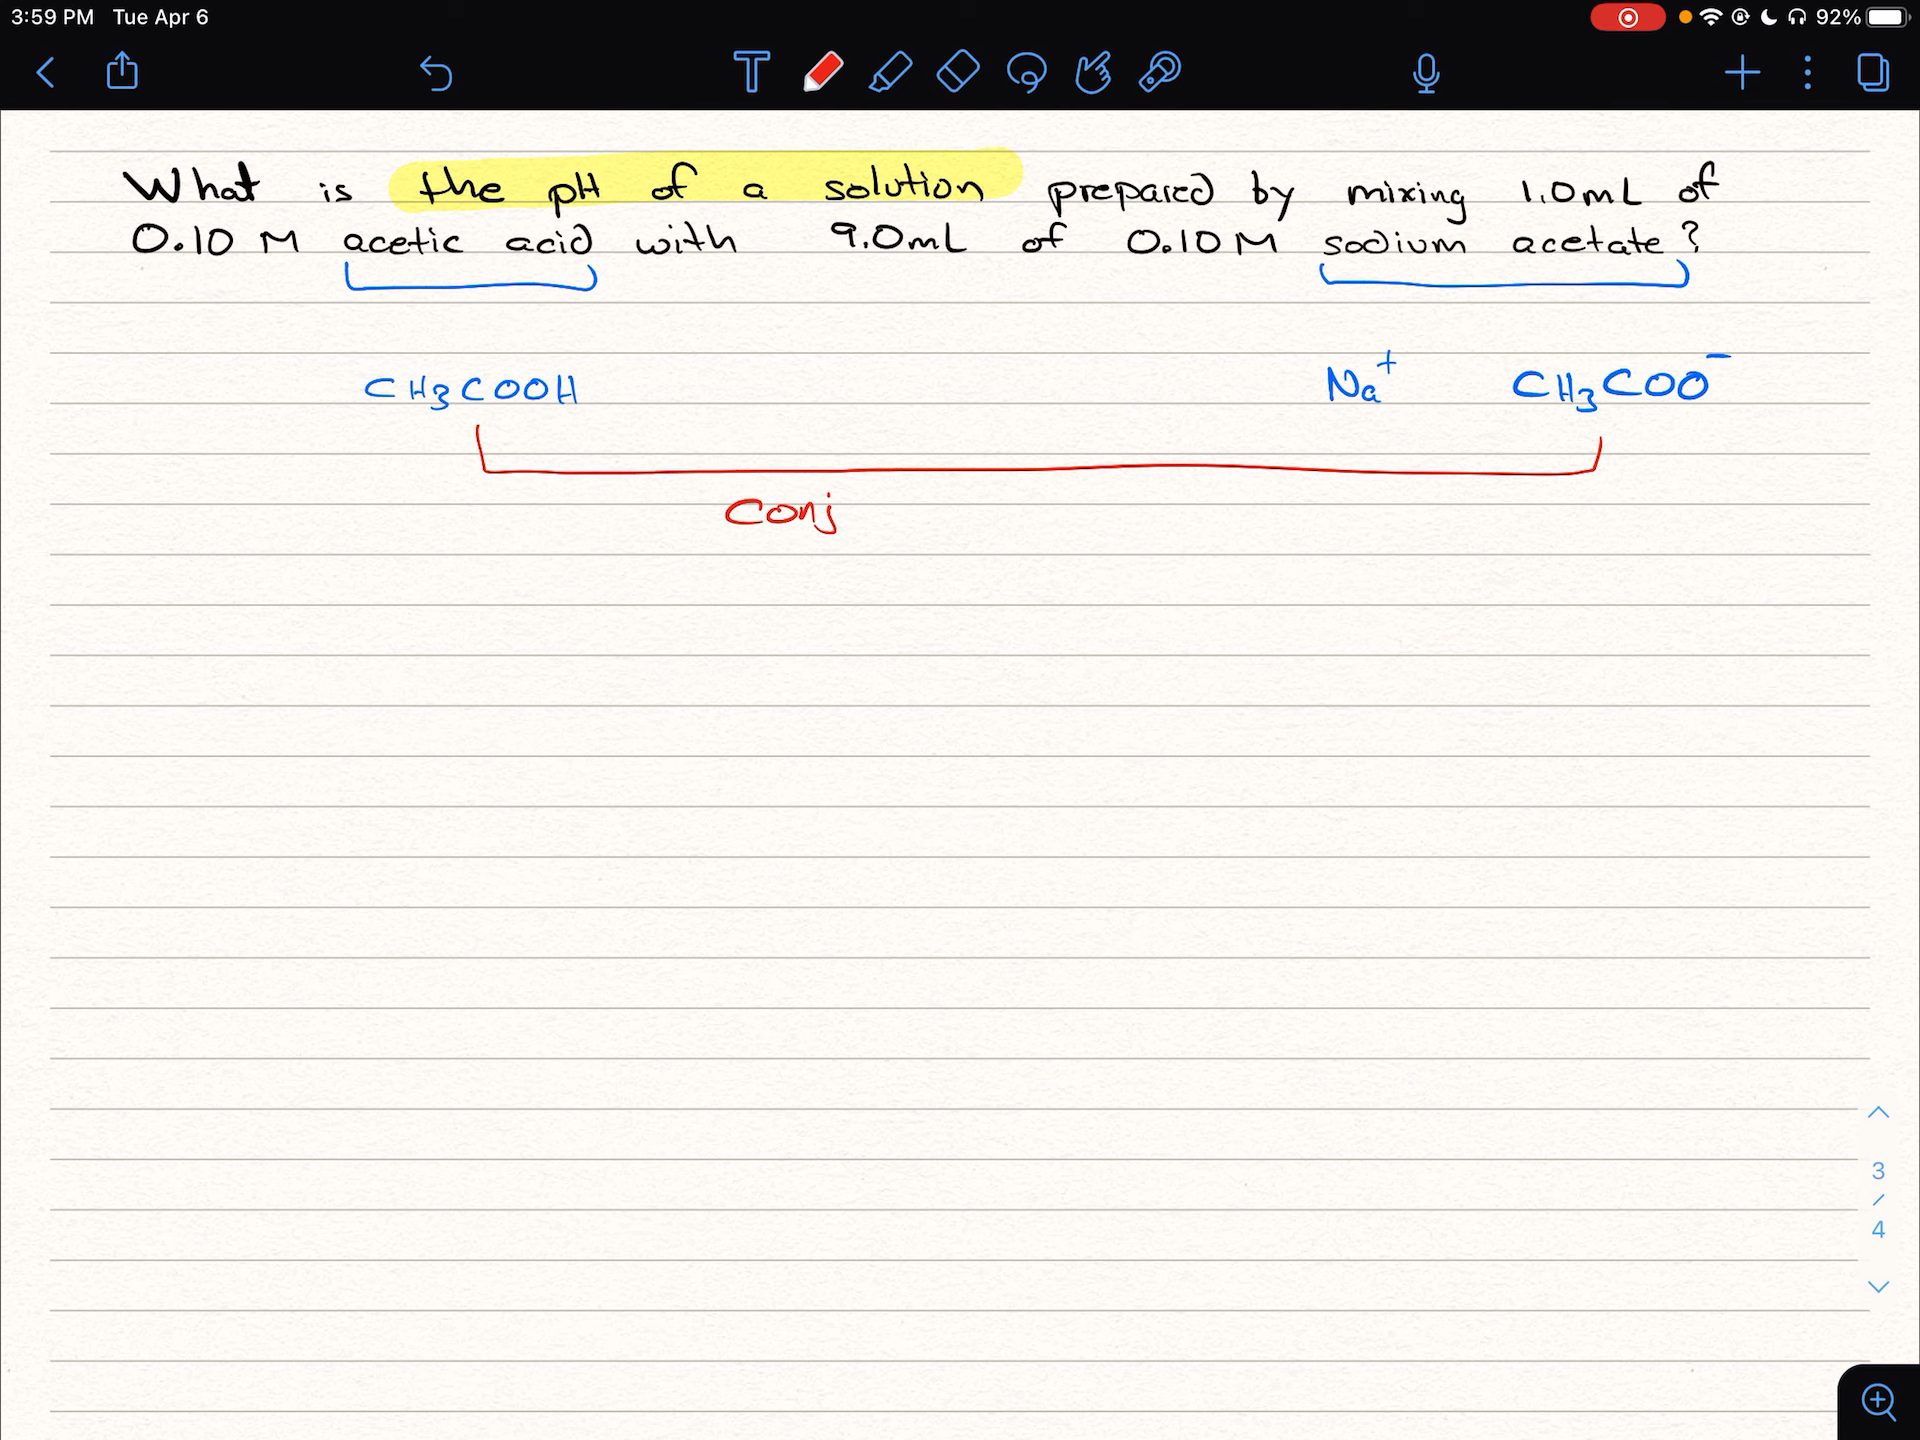 3:59 PM Tue Apr 6 92%
What is the pH of a solution prepared by mixing 1.0mL of
0.10 M acetic acid with 9.0mL of 0.10M sodium acetate?
CH3COOH Na+ CH3COO-
Conj
3
/
4